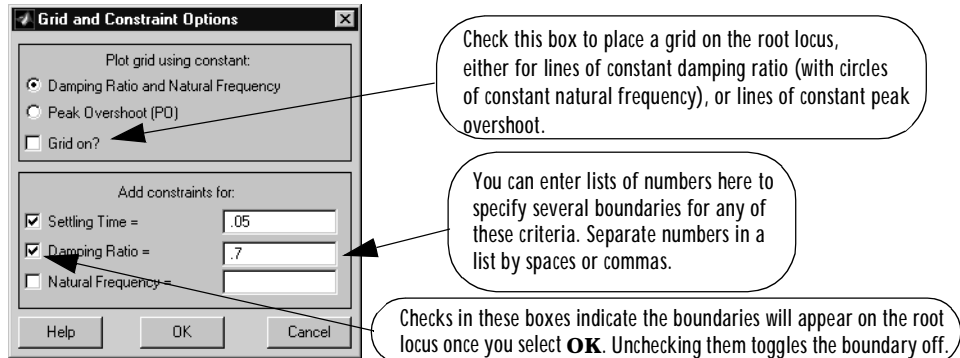 Grid and Constraint Options
Plot grid using constant:
Damping Ratio and Natural Frequency
Peak Overshoot (PO)
Grid on?
Add constraints for:
Settling Time = .05
Damping Ratio = .7
Natural Frequency =
Help OK Cancel
Check this box to place a grid on the root locus,
either for lines of constant damping ratio (with circles
of constant natural frequency), or lines of constant peak
overshoot.
You can enter lists of numbers here to
specify several boundaries for any of
these criteria. Separate numbers in a
list by spaces or commas.
Checks in these boxes indicate the boundaries will appear on the root
locus once you select OK. Unchecking them toggles the boundary off.